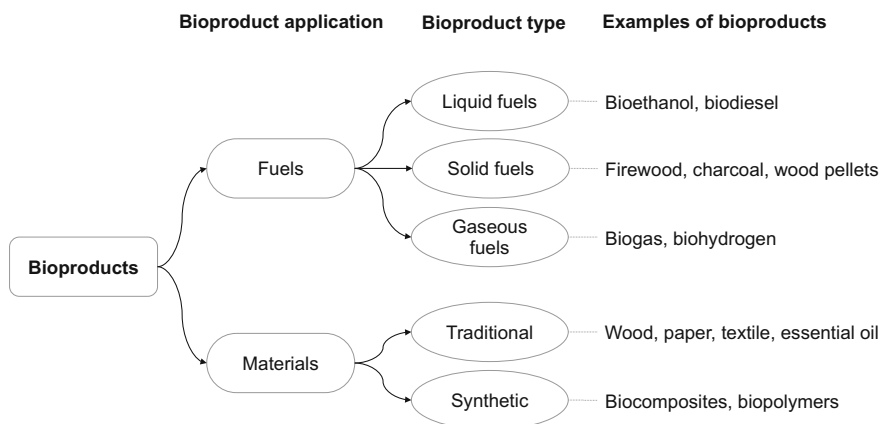 Bioproduct application
Bioproduct type
Examples of bioproducts
Liquid fuels
Bioethanol, biodiesel
Fuels
Solid fuels
Firewood, charcoal, wood pellets
Gaseous
fuels
Biogas, biohydrogen
Bioproducts
Traditional
Wood, paper, textile, essential oil
Materials
Synthetic
Biocomposites, biopolymers